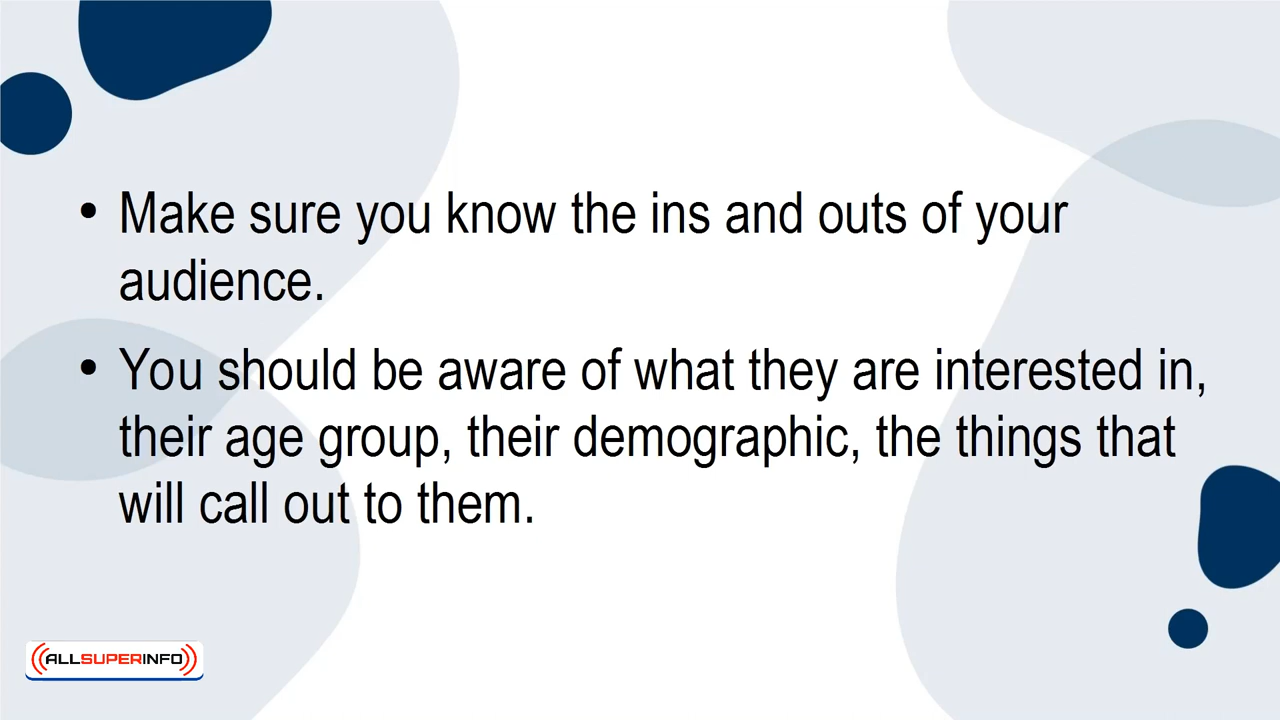 • Make sure you know the ins and outs of your
audience.
• You should be aware of what they are interested in,
their age group, their demographic, the things that
will call out to them.
ALLSUPERINFO